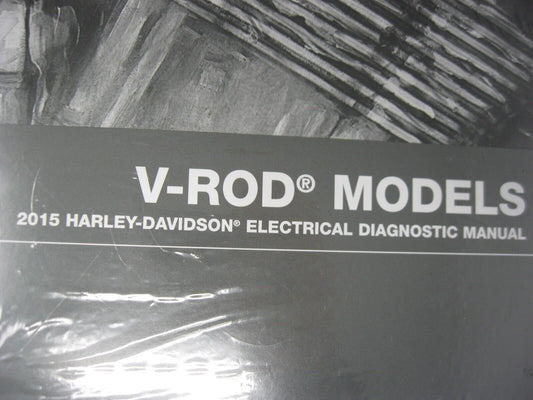 V-ROD® MODELS
2015 HARLEY-DAVIDSON® ELECTRICAL DIAGNOSTIC MANUAL